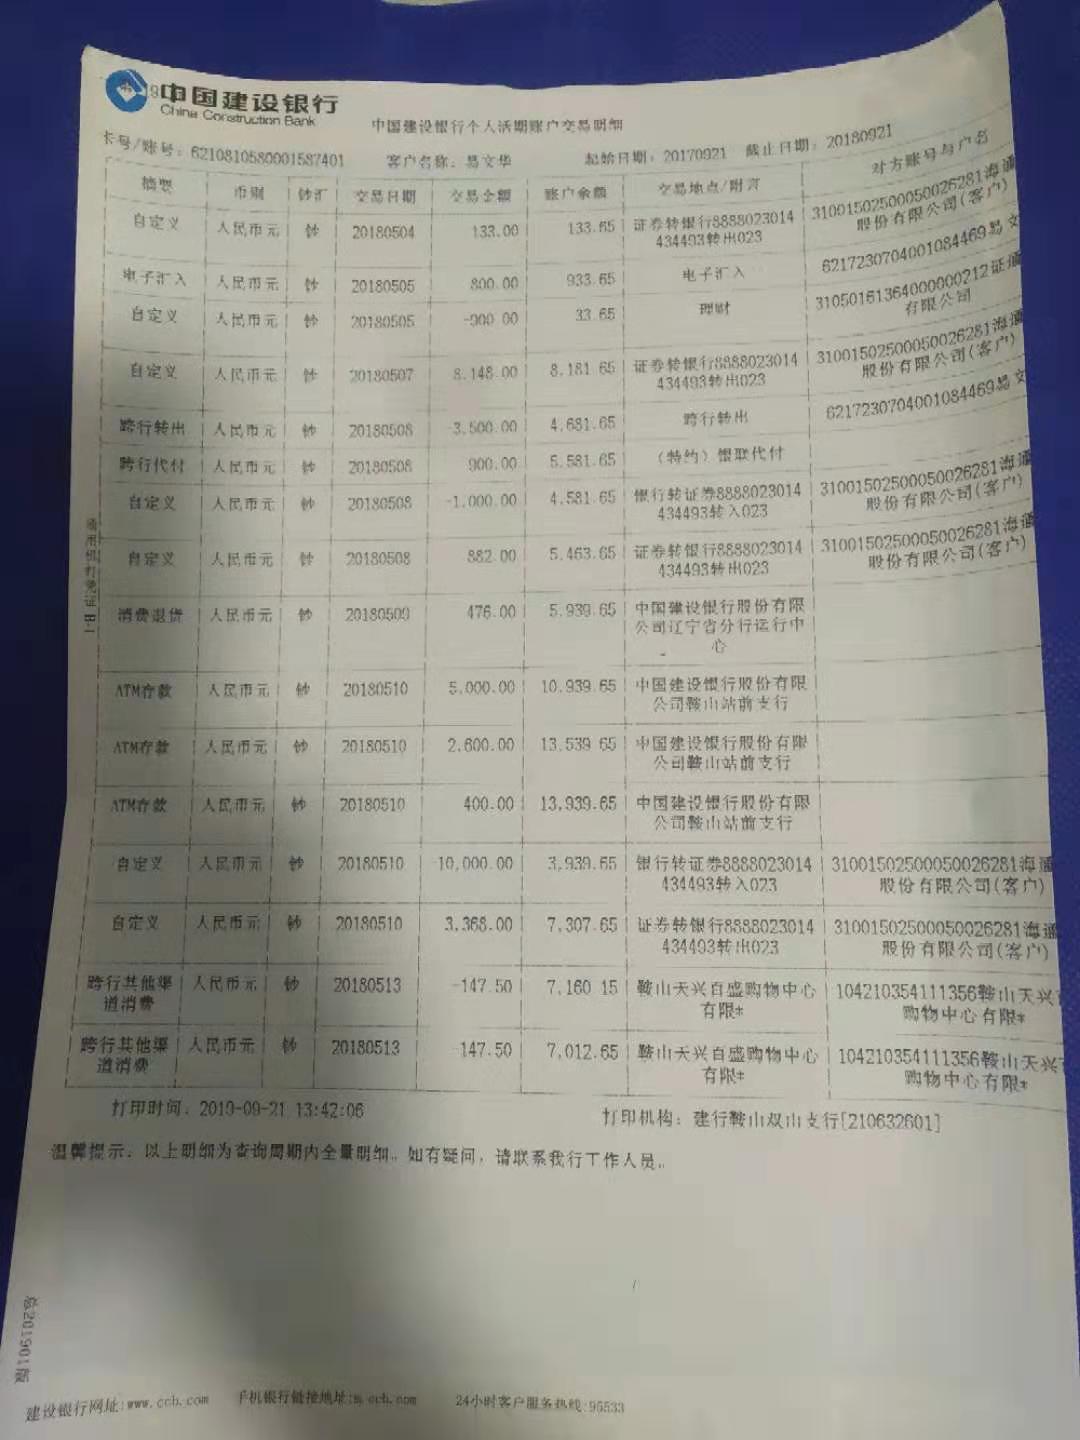 中国建设银行
China Construction Bank
中国建设银行个人活期账户交易明细
卡号/账号：6210810580001587401 客户名称：易文华 起始日期：20170921 截止日期：20180921
摘要 币别 钞汇 交易日期 交易金额 账户余额 交易地点/附言 对方账号与户名
自定义 人民币元 钞 20180504 133.00 133.65 证券转银行8888023014 31001502500050026281海通
434493转出023 股份有限公司(客户)
电子汇入 人民币元 钞 20180505 800.00 933.65 电子汇入 6217230704001084469易文
自定义 人民币元 钞 20180505 -900.00 33.65 理财 31050161364000000212证通
有限公司
自定义 人民币元 钞 20180507 8,148.00 8,181.65 证券转银行8888023014 31001502500050026281海通
434493转出023 股份有限公司(客户)
跨行转出 人民币元 钞 20180508 -3,500.00 4,681.65 跨行转出 6217230704001084469易文
跨行代付 人民币元 钞 20180508 900.00 5,581.65 （特约）银联代付
自定义 人民币元 钞 20180508 -1,000.00 4,581.65 银行转证券8888023014 31001502500050026281海通
434493转入023 股份有限公司(客户)
自定义 人民币元 钞 20180508 882.00 5,463.65 证券转银行8888023014 31001502500050026281海通
434493转出023 股份有限公司(客户)
消费退货 人民币元 钞 20180509 476.00 5,939.65 中国建设银行股份有限
公司辽宁省分行运行中
心
ATM存款 人民币元 钞 20180510 5,000.00 10,939.65 中国建设银行股份有限
公司鞍山站前支行
ATM存款 人民币元 钞 20180510 2,600.00 13,539.65 中国建设银行股份有限
公司鞍山站前支行
ATM存款 人民币元 钞 20180510 400.00 13,939.65 中国建设银行股份有限
公司鞍山站前支行
自定义 人民币元 钞 20180510 -10,000.00 3,939.65 银行转证券8888023014 31001502500050026281海通
434493转入023 股份有限公司(客户)
自定义 人民币元 钞 20180510 3,368.00 7,307.65 证券转银行8888023014 31001502500050026281海通
434493转出023 股份有限公司(客户)
跨行其他渠 人民币元 钞 20180513 -147.50 7,160.15 鞍山天兴百盛购物中心 104210354111356鞍山天兴
道消费 有限* 购物中心有限*
跨行其他渠 人民币元 钞 20180513 -147.50 7,012.65 鞍山天兴百盛购物中心 104210354111356鞍山天兴
道消费 有限* 购物中心有限*
打印时间：2019-09-21 13:42:06 打印机构：建行鞍山双山支行[210632601]
温馨提示：以上明细为查询周期内全量明细。如有疑问，请联系我行工作人员。
通用机打凭证 B-1
总201901版
建设银行网址:www.ccb.com 手机银行链接地址:m.ccb.com 24小时客户服务热线:95533